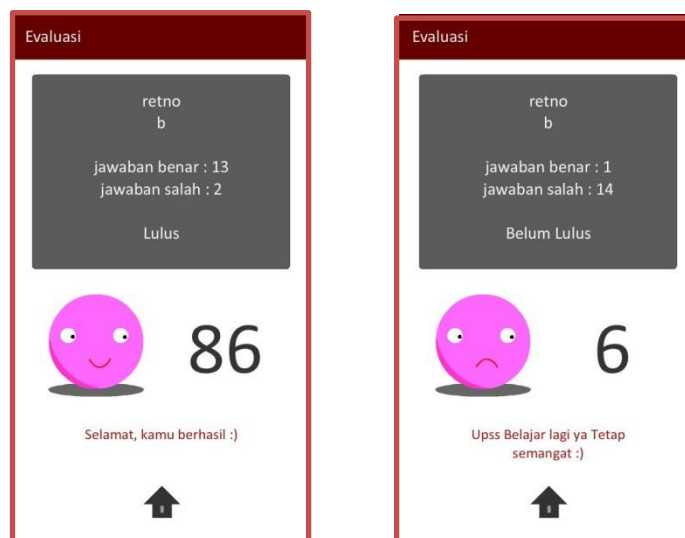 Evaluasi
retno
b
jawaban benar : 13
jawaban salah : 2
Lulus
86
Selamat, kamu berhasil :)
Evaluasi
retno
b
jawaban benar : 1
jawaban salah : 14
Belum Lulus
6
Upss Belajar lagi ya Tetap
semangat :)